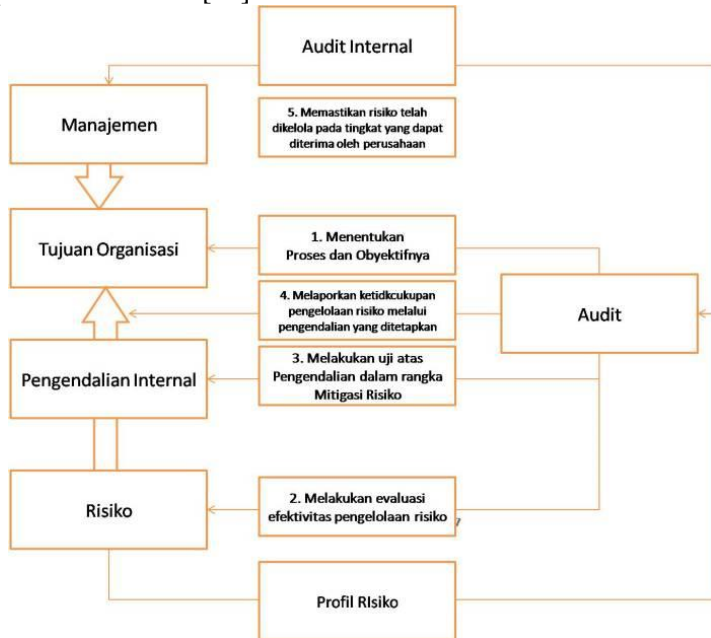 Audit Internal
Manajemen
5. Memastikan risiko telah
dikelola pada tingkat yang dapat
diterima oleh perusahaan
Tujuan Organisasi
1. Menentukan
Proses dan Obyektifnya
4. Melaporkan ketidkcukupan
pengelolaan risiko melalui
pengendalian yang ditetapkan
Audit
Pengendalian Internal
3. Melakukan uji atas
Pengendalian dalam rangka
Mitigasi Risiko
Risiko
2. Melakukan evaluasi
efektivitas pengelolaan risiko
Profil RIsiko